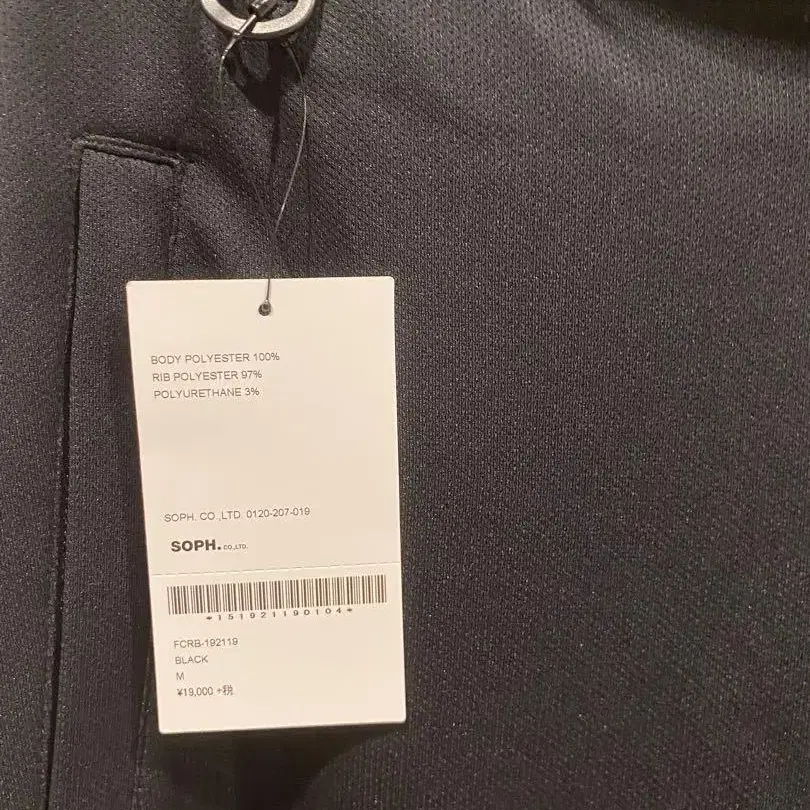 BODY POLYESTER 100%
RIB POLYESTER 97%
POLYURETHANE 3%
SOPH. CO.,LTD. 0120-207-019
SOPH. CO.,LTD.
*151921190104*
FCRB-192119
BLACK
M
¥19,000 +税